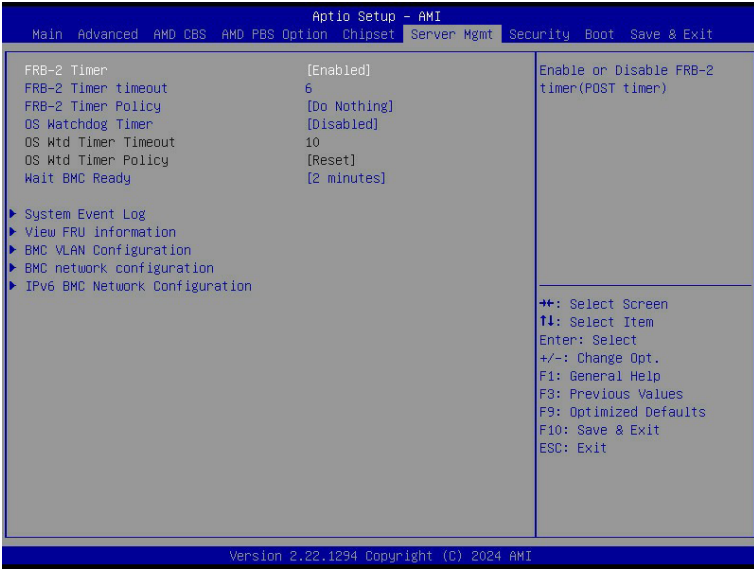 Aptio Setup - AMI
Main Advanced AMD CBS AMD PBS Option Chipset Server Mgmt Security Boot Save & Exit
FRB-2 Timer [Enabled]
FRB-2 Timer timeout 6
FRB-2 Timer Policy [Do Nothing]
OS Watchdog Timer [Disabled]
OS Wtd Timer Timeout 10
OS Wtd Timer Policy [Reset]
Wait BMC Ready [2 minutes]
System Event Log
View FRU information
BMC VLAN Configuration
BMC network configuration
IPv6 BMC Network Configuration
Enable or Disable FRB-2
timer(POST timer)
→←: Select Screen
↑↓: Select Item
Enter: Select
+/-: Change Opt.
F1: General Help
F3: Previous Values
F9: Optimized Defaults
F10: Save & Exit
ESC: Exit
Version 2.22.1294 Copyright (C) 2024 AMI